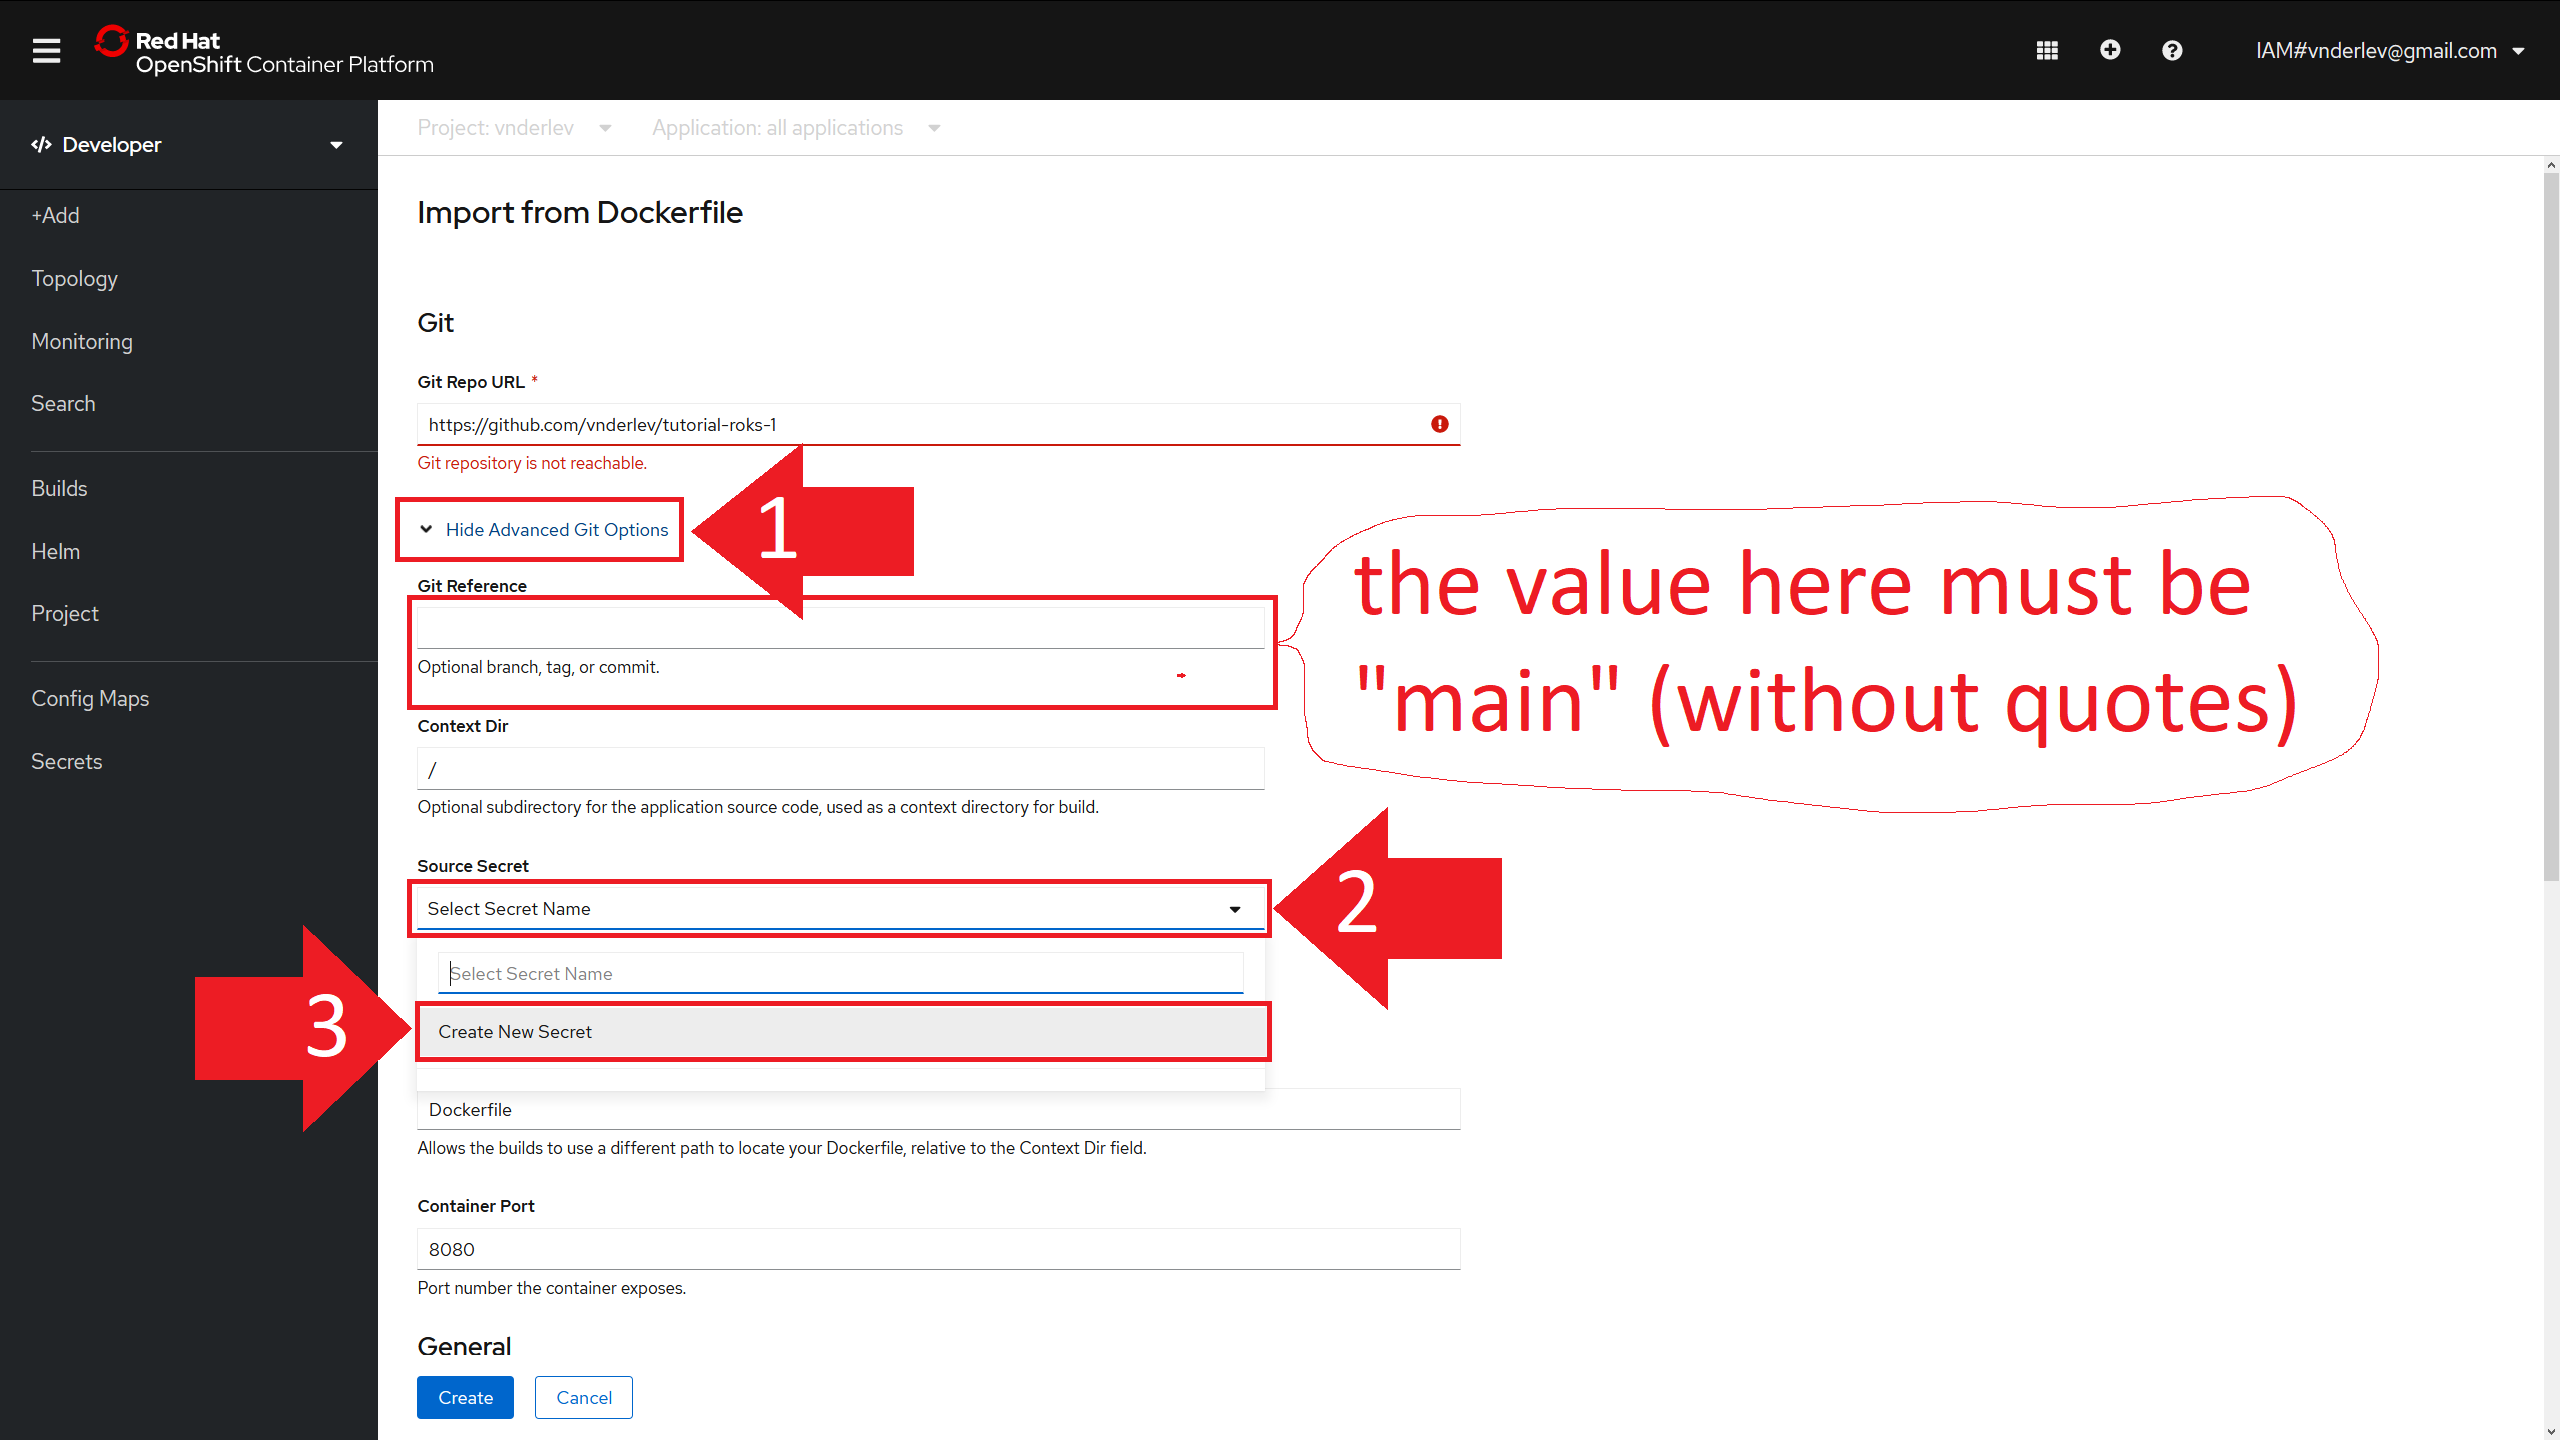 Red Hat
OpenShift Container Platform
IAM#vnderlev@gmail.com
Developer
Project: vnderlev
Application: all applications
+Add
Topology
Monitoring
Search
Builds
Helm
Project
Config Maps
Secrets
Import from Dockerfile
Git
Git Repo URL *
https://github.com/vnderlev/tutorial-roks-1
Git repository is not reachable.
Hide Advanced Git Options
1
Git Reference
the value here must be
"main" (without quotes)
Optional branch, tag, or commit.
Context Dir
/
Optional subdirectory for the application source code, used as a context directory for build.
Source Secret
Select Secret Name
2
Select Secret Name
3
Create New Secret
Dockerfile
Allows the builds to use a different path to locate your Dockerfile, relative to the Context Dir field.
Container Port
8080
Port number the container exposes.
General
Create
Cancel